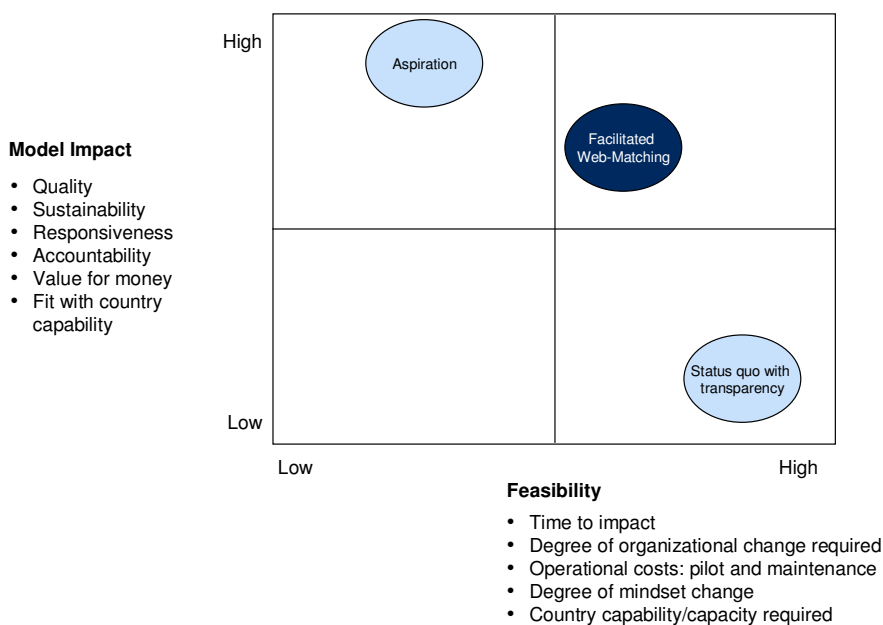 High
Aspiration
Facilitated
Web-Matching
Model Impact
• Quality
• Sustainability
• Responsiveness
• Accountability
• Value for money
• Fit with country
capability
Status quo with
transparency
Low
Low
High
Feasibility
• Time to impact
• Degree of organizational change required
• Operational costs: pilot and maintenance
• Degree of mindset change
• Country capability/capacity required